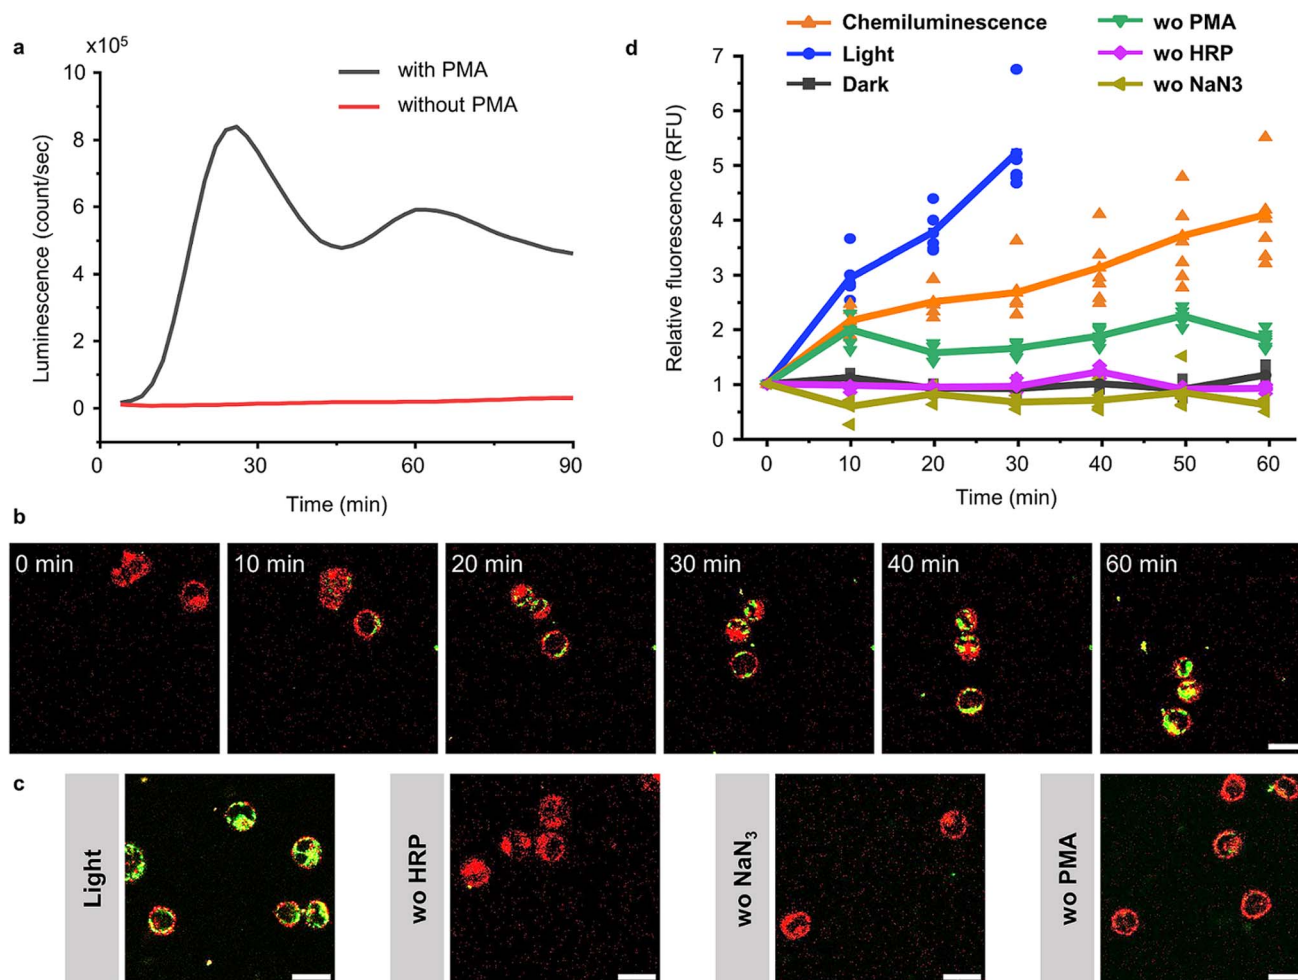 a
x10⁵
10
8
6
4
2
0
Luminescence (count/sec)
with PMA
without PMA
0
30
60
90
Time (min)
d
Chemiluminescence
Light
Dark
wo PMA
wo HRP
wo NaN3
7
6
5
4
3
2
1
0
Relative fluorescence (RFU)
0
10
20
30
40
50
60
Time (min)
b
0 min
10 min
20 min
30 min
40 min
60 min
c
Light
wo HRP
wo NaN₃
wo PMA